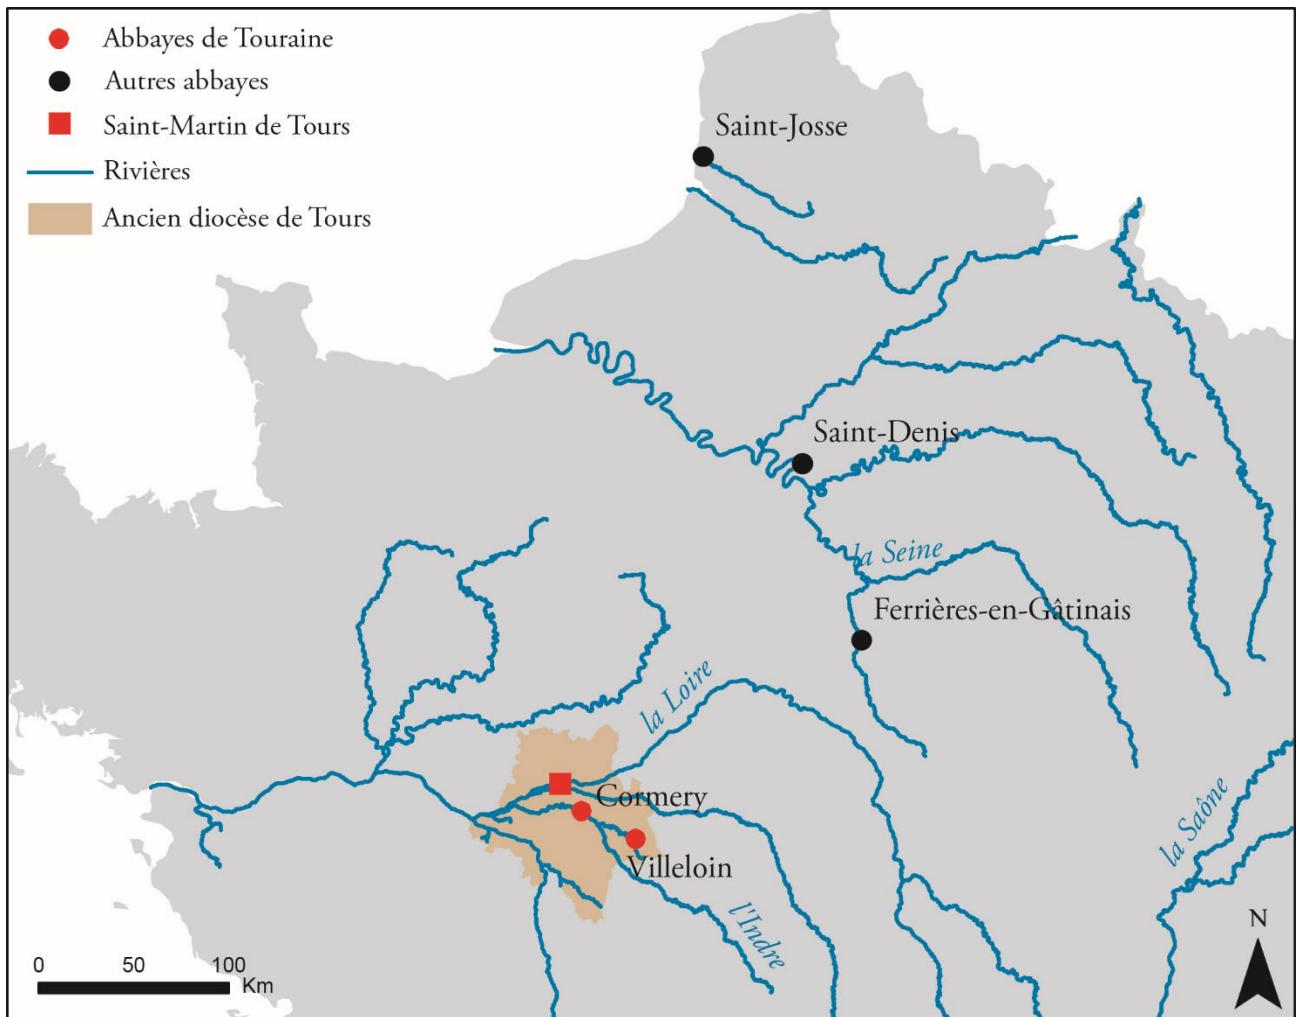 Abbayes de Touraine
Autres abbayes
Saint-Martin de Tours
Rivières
Ancien diocèse de Tours
Saint-Josse
Saint-Denis
la Seine
Ferrières-en-Gâtinais
la Loire
Cormery
Villeloin
l'Indre
la Saône
N
0 50 100
Km